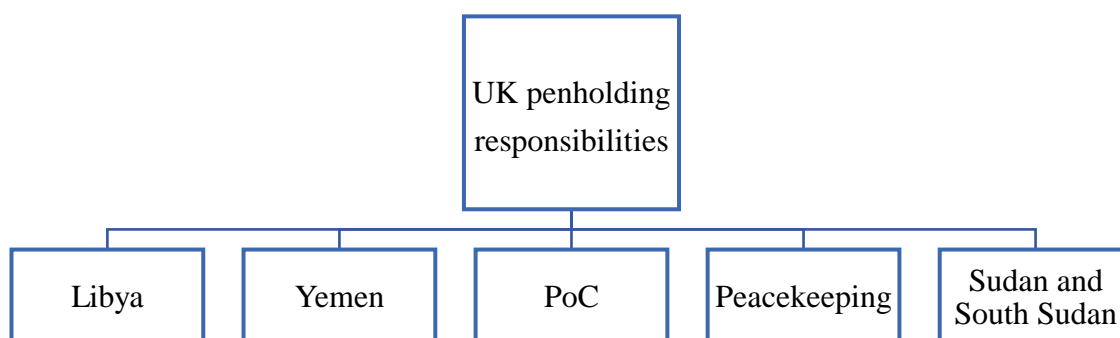 UK penholding
responsibilities
Libya
Yemen
PoC
Peacekeeping
Sudan and
South Sudan